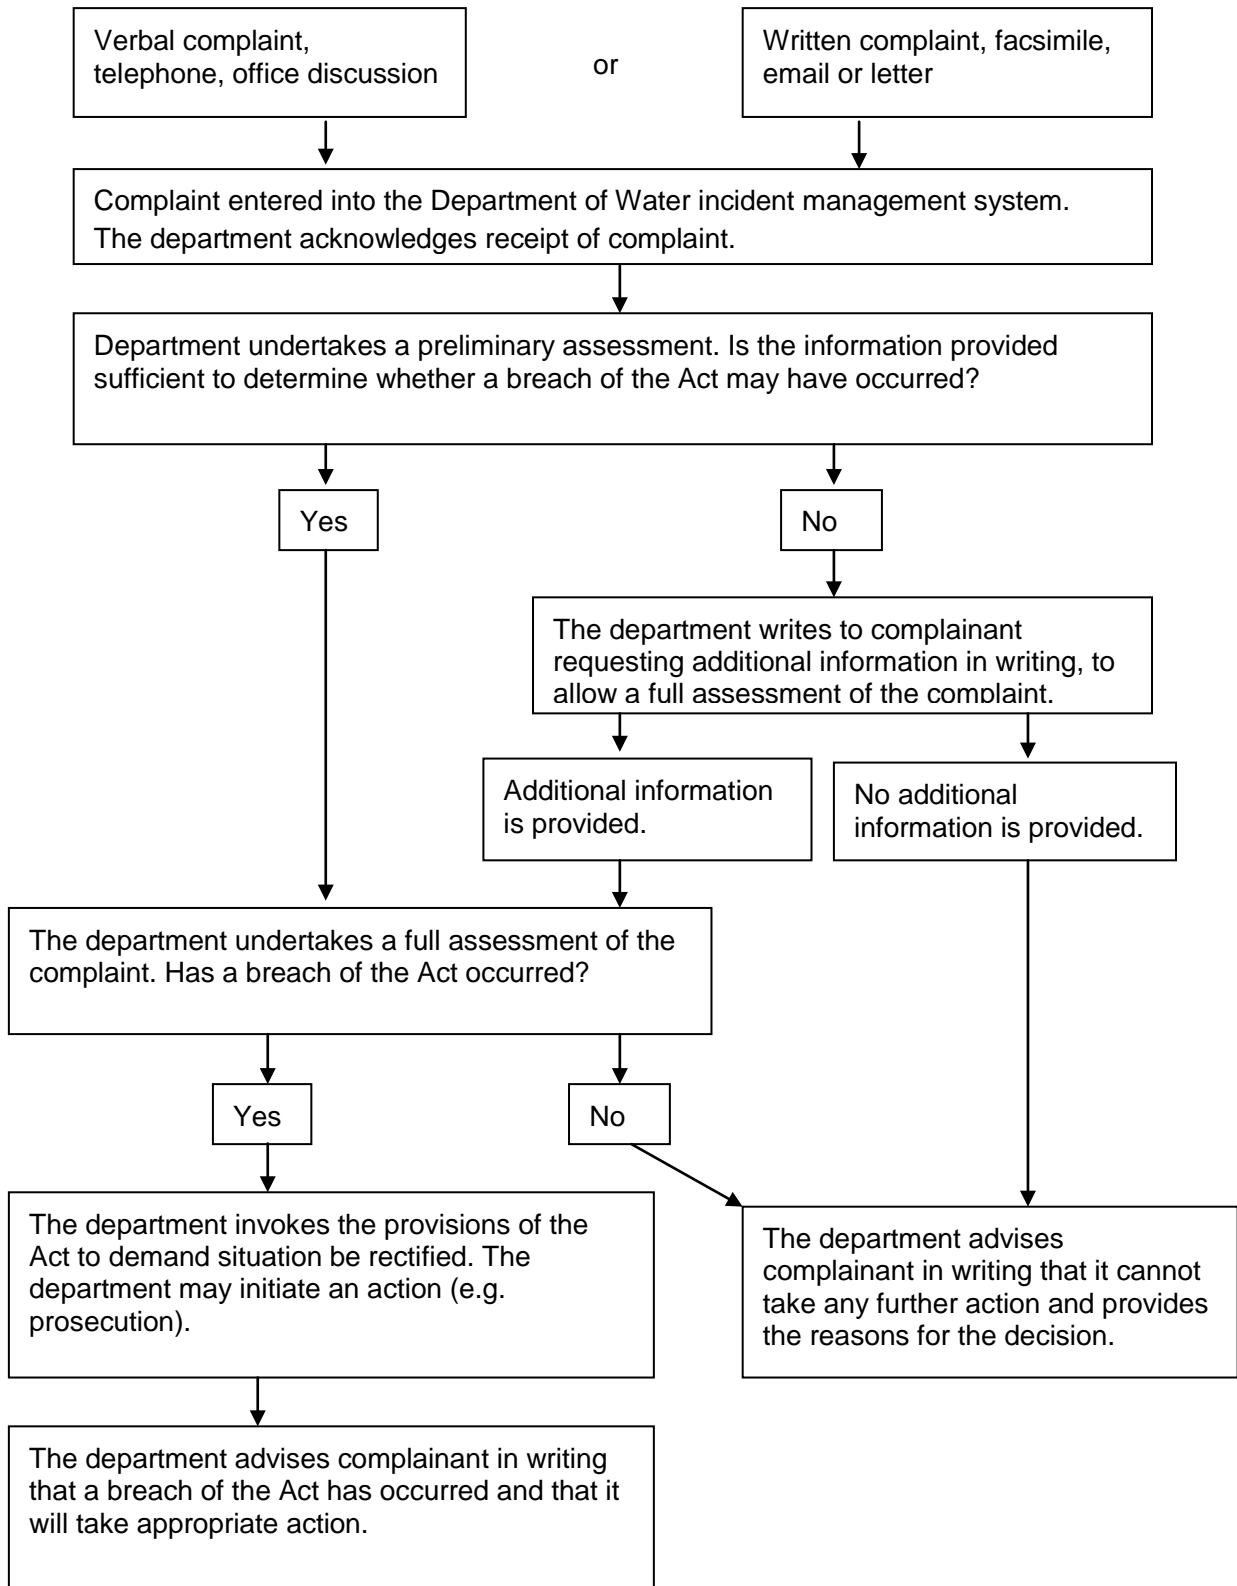 Verbal complaint,
telephone, office discussion
or
Written complaint, facsimile,
email or letter
Complaint entered into the Department of Water incident management system.
The department acknowledges receipt of complaint.
Department undertakes a preliminary assessment. Is the information provided
sufficient to determine whether a breach of the Act may have occurred?
Yes
No
The department writes to complainant
requesting additional information in writing, to
allow a full assessment of the complaint.
Additional information
is provided.
No additional
information is provided.
The department undertakes a full assessment of the
complaint. Has a breach of the Act occurred?
Yes
No
The department invokes the provisions of the
Act to demand situation be rectified. The
department may initiate an action (e.g.
prosecution).
The department advises
complainant in writing that it cannot
take any further action and provides
the reasons for the decision.
The department advises complainant in writing
that a breach of the Act has occurred and that it
will take appropriate action.